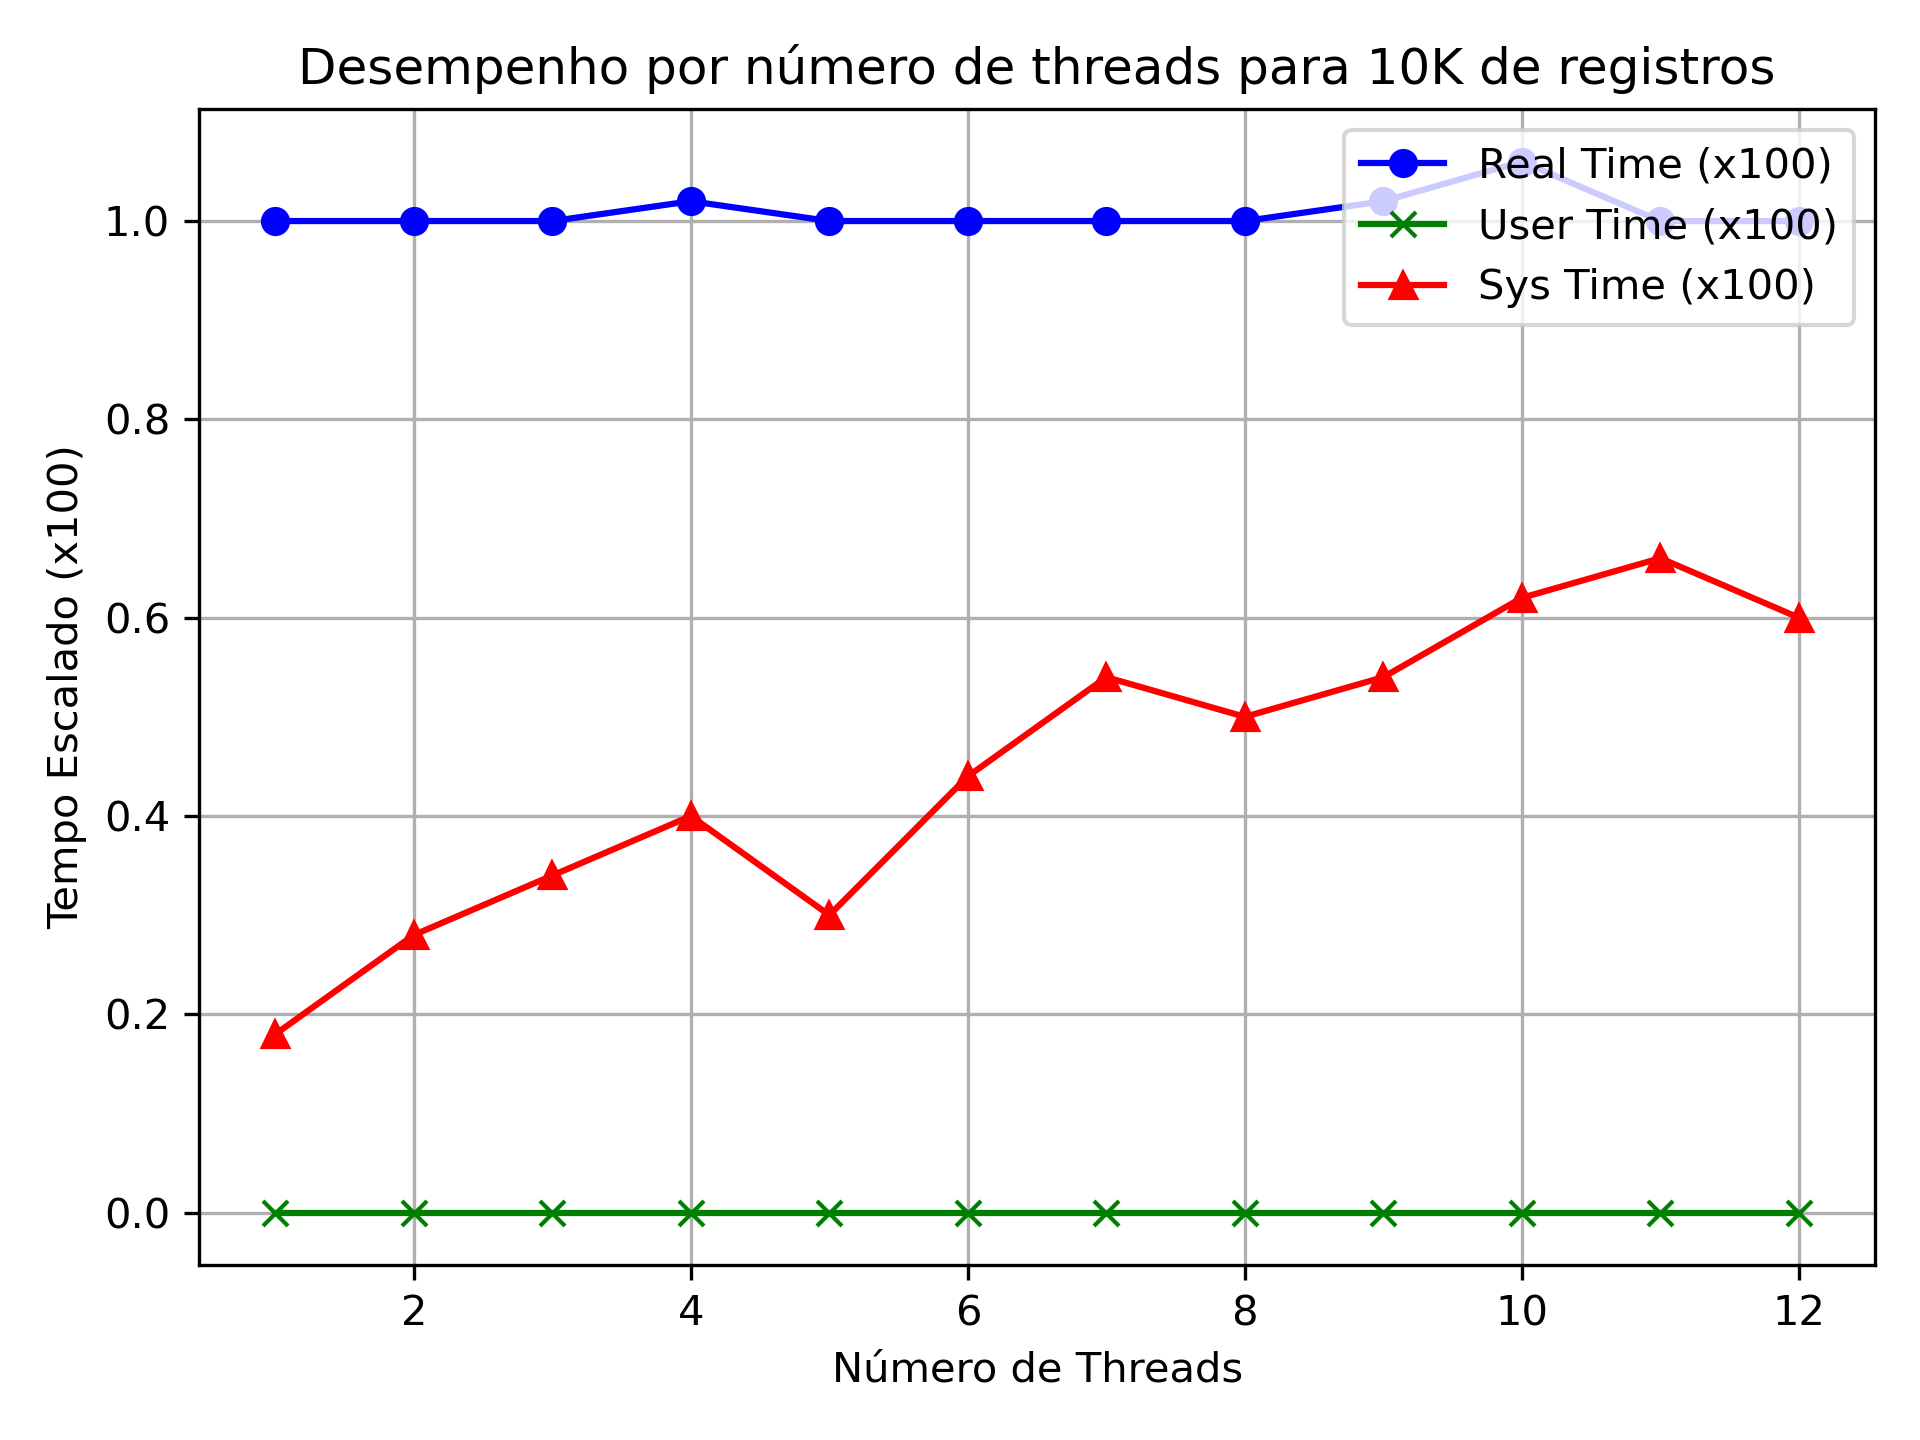 Desempenho por número de threads para 10K de registros
Real Time (x100)
User Time (x100)
Sys Time (x100)
Tempo Escalado (x100)
1.0
0.8
0.6
0.4
0.2
0.0
2 4 6 8 10 12
Número de Threads